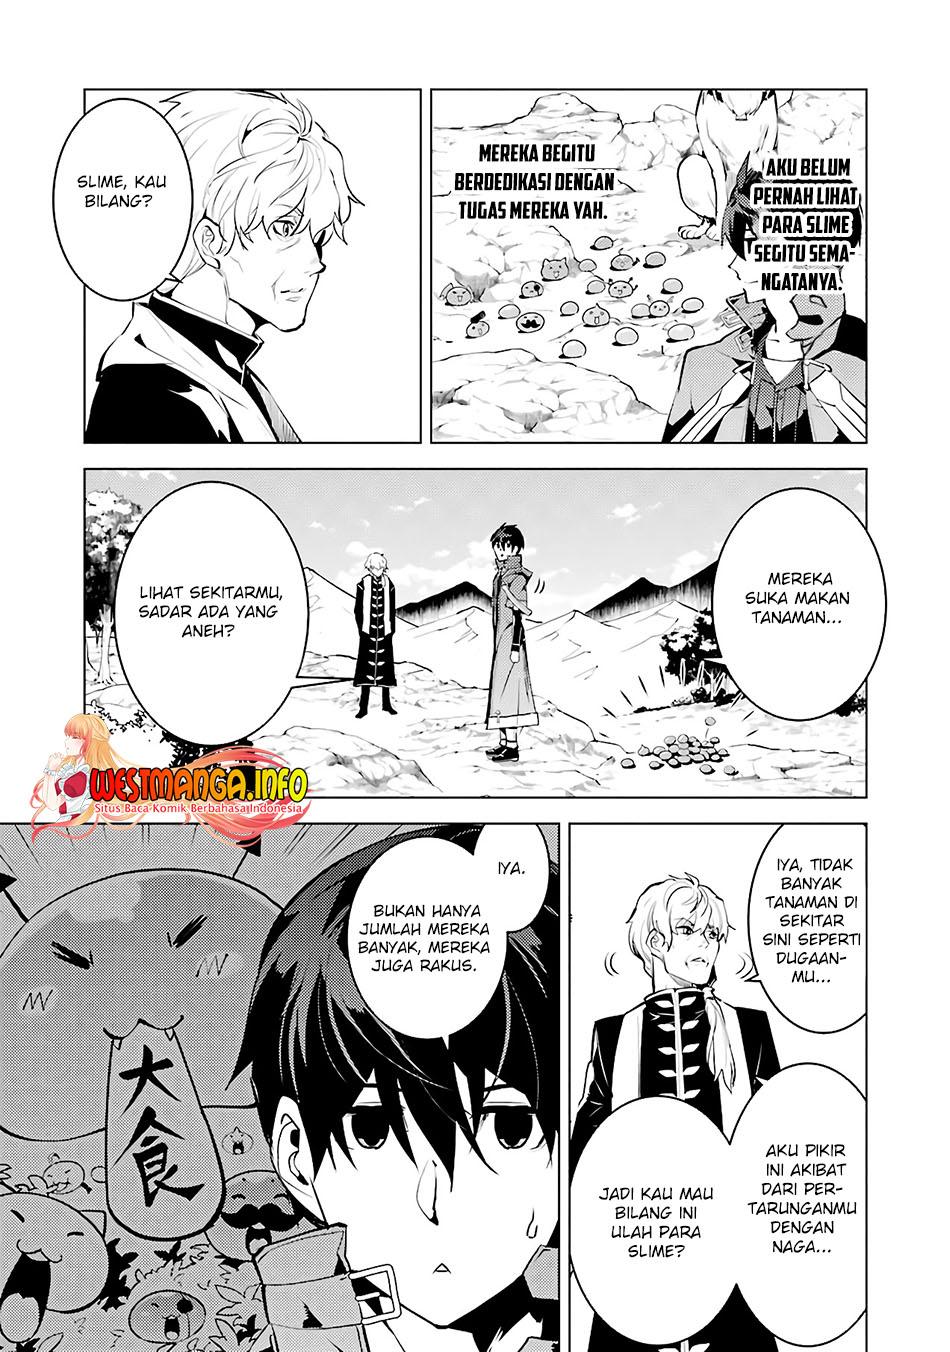 AKU BELUM
PERNAH LIHAT
PARA SLIME
SEGITU SEMA-
NGATANYA.
MEREKA BEGITU
BERDEDIKASI DENGAN
TUGAS MEREKA YAH.
SLIME, KAU
BILANG?
MEREKA
SUKA MAKAN
TANAMAN...
LIHAT SEKITARMU,
SADAR ADA YANG
ANEH?
WESTMANGA.INFO
Situs Baca Komik Berbahasa Indonesia
IYA, TIDAK
BANYAK
TANAMAN DI
SEKITAR
SINI SEPERTI
DUGAAN-
MU...
AKU PIKIR
INI AKIBAT
DARI PER-
TARUNGANMU
DENGAN
NAGA...
JADI KAU MAU
BILANG INI
ULAH PARA
SLIME?
IYA.
BUKAN HANYA
JUMLAH MEREKA
BANYAK, MEREKA
JUGA RAKUS.
大食